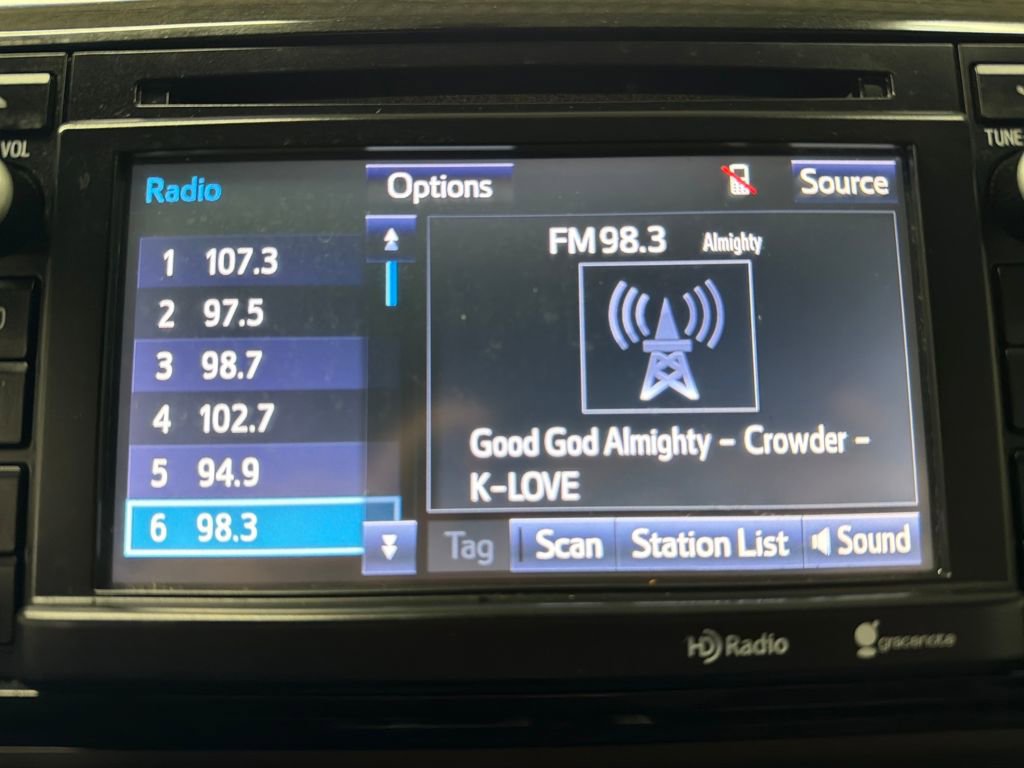 VOL
TUNE
Radio
Options
Source
1 107.3
2 97.5
3 98.7
4 102.7
5 94.9
6 98.3
FM 98.3 Almighty
Good God Almighty – Crowder –
K–LOVE
Tag
Scan
Station List
Sound
HD Radio
gracenote